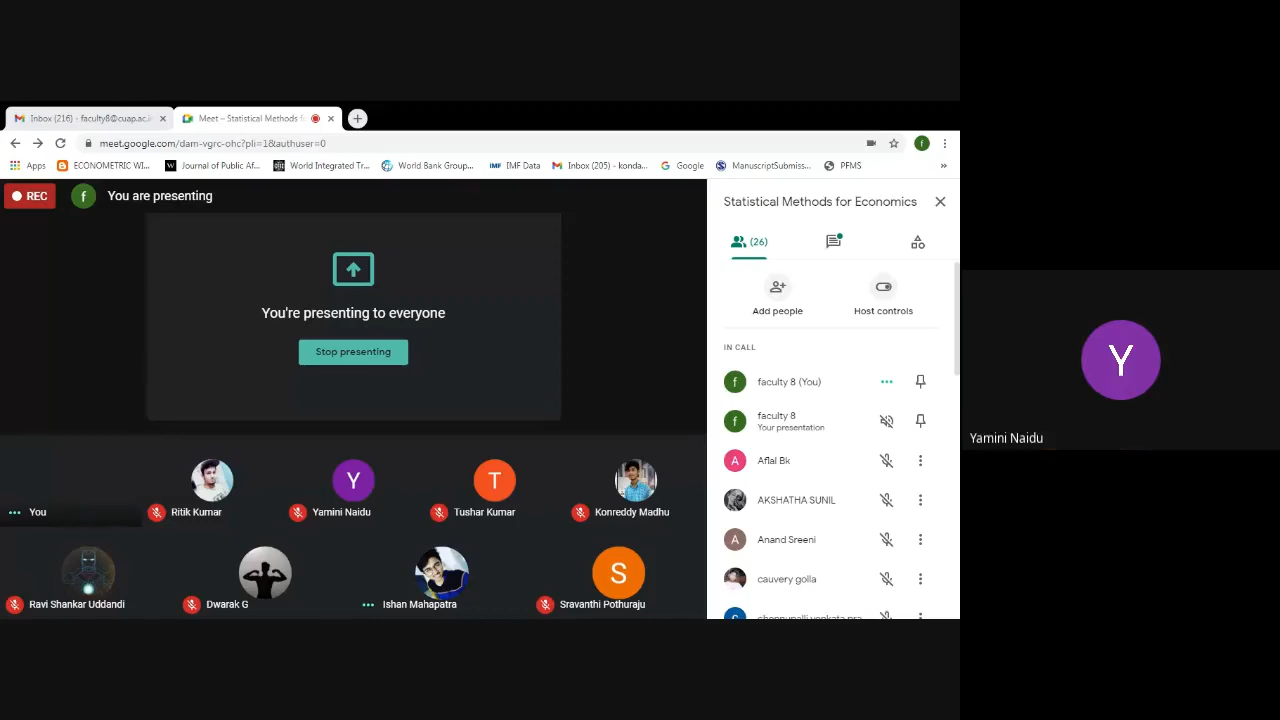 Inbox (216) - faculty8@cuap.ac.i
Meet – Statistical Methods f
meet.google.com/dam-vgrc-ohc?pli=1&authuser=0
f
Apps
ECONOMETRIC WI...
Journal of Public Af...
World Integrated Tr...
World Bank Group...
IMF IMF Data
Inbox (205) - konda...
Google
ManuscriptSubmiss...
PFMS
»
REC
f
You are presenting
You're presenting to everyone
Stop presenting
You
Ritik Kumar
Y
Yamini Naidu
T
Tushar Kumar
Konreddy Madhu
Ravi Shankar Uddandi
Dwarak G
Ishan Mahapatra
S
Sravanthi Pothuraju
Statistical Methods for Economics
(26)
Add people
Host controls
IN CALL
f
faculty 8 (You)
f
faculty 8
Your presentation
A
Aflal Bk
AKSHATHA SUNIL
A
Anand Sreeni
cauvery golla
Y
Yamini Naidu